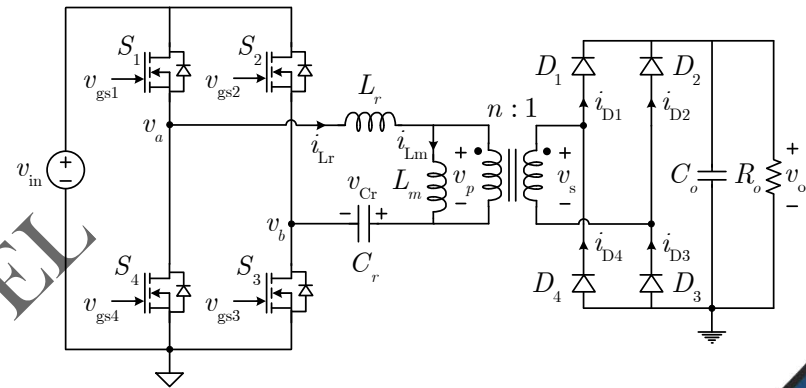 S1 S2 D1 D2
vgs1 vgs2 Lr n : 1 iD1 iD2
va iLr iLm
vin + − vCr Lm + vp − + vs − Co Ro + vo −
vb − +
Cr iD4 iD3
S4 S3 D4 D3
vgs4 vgs3
EL